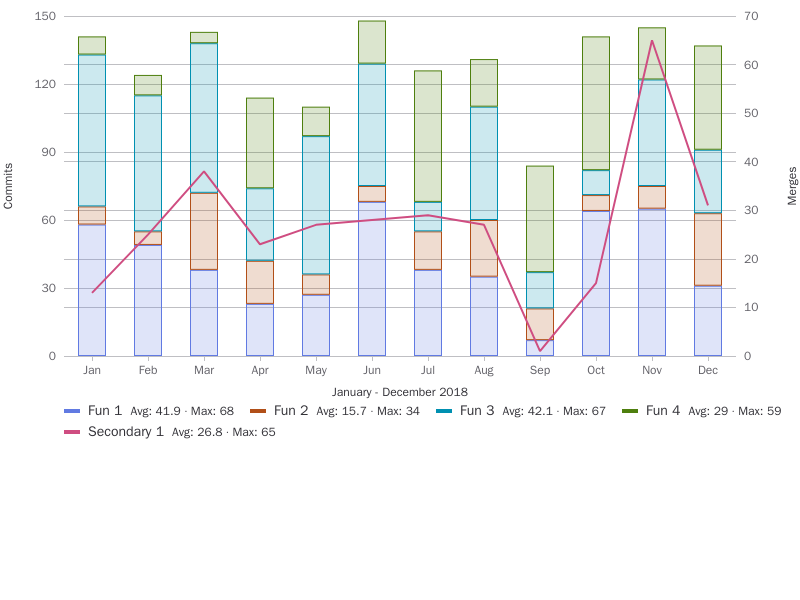 150
120
90
60
30
0
Commits
70
60
50
40
30
20
10
0
Merges
Jan Feb Mar Apr May Jun Jul Aug Sep Oct Nov Dec
January - December 2018
Fun 1 Avg: 41.9 · Max: 68 Fun 2 Avg: 15.7 · Max: 34 Fun 3 Avg: 42.1 · Max: 67 Fun 4 Avg: 29 · Max: 59
Secondary 1 Avg: 26.8 · Max: 65